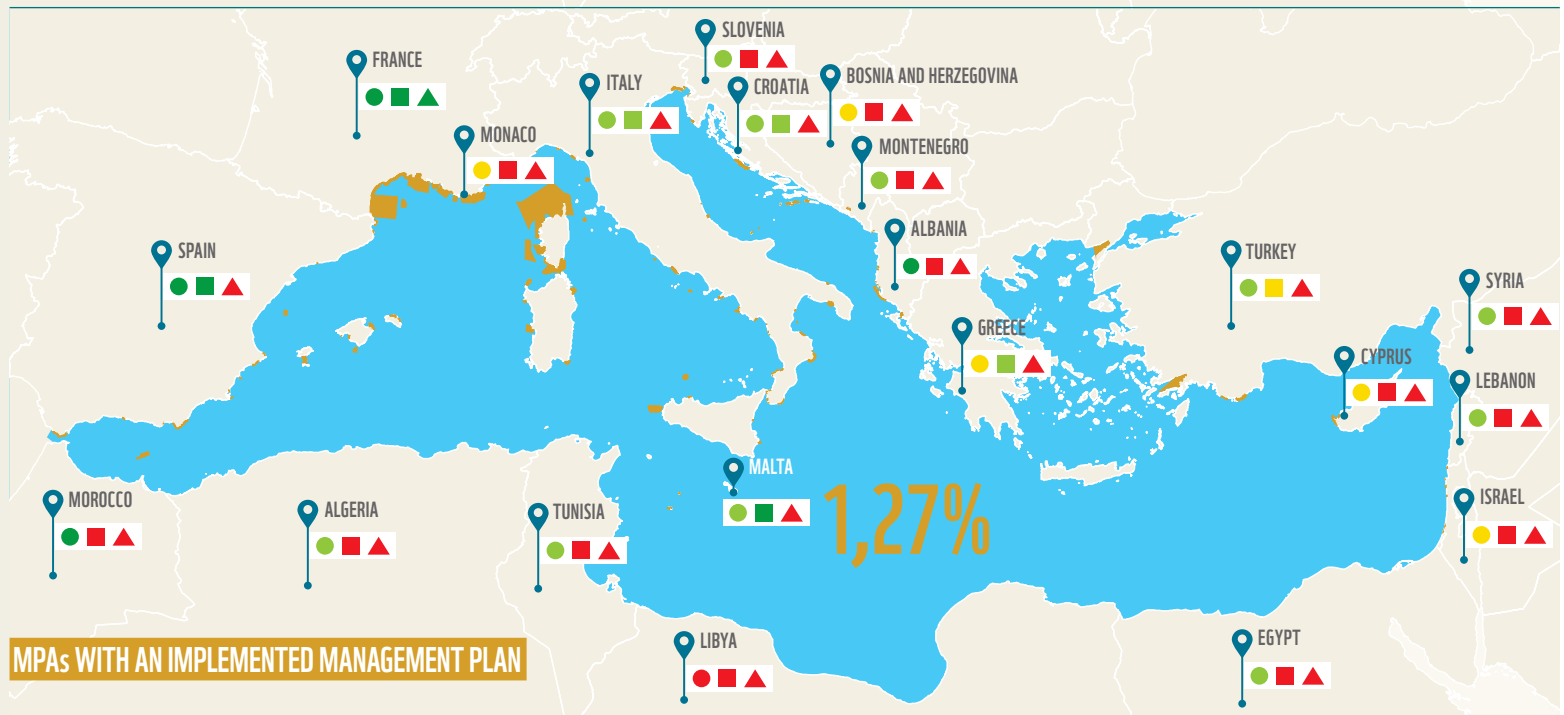 SLOVENIA
FRANCE
BOSNIA AND HERZEGOVINA
ITALY
CROATIA
MONACO
MONTENEGRO
ALBANIA
SPAIN
TURKEY
SYRIA
GREECE
CYPRUS
LEBANON
MALTA
MOROCCO
ALGERIA
TUNISIA
1,27%
ISRAEL
LIBYA
EGYPT
MPAs WITH AN IMPLEMENTED MANAGEMENT PLAN